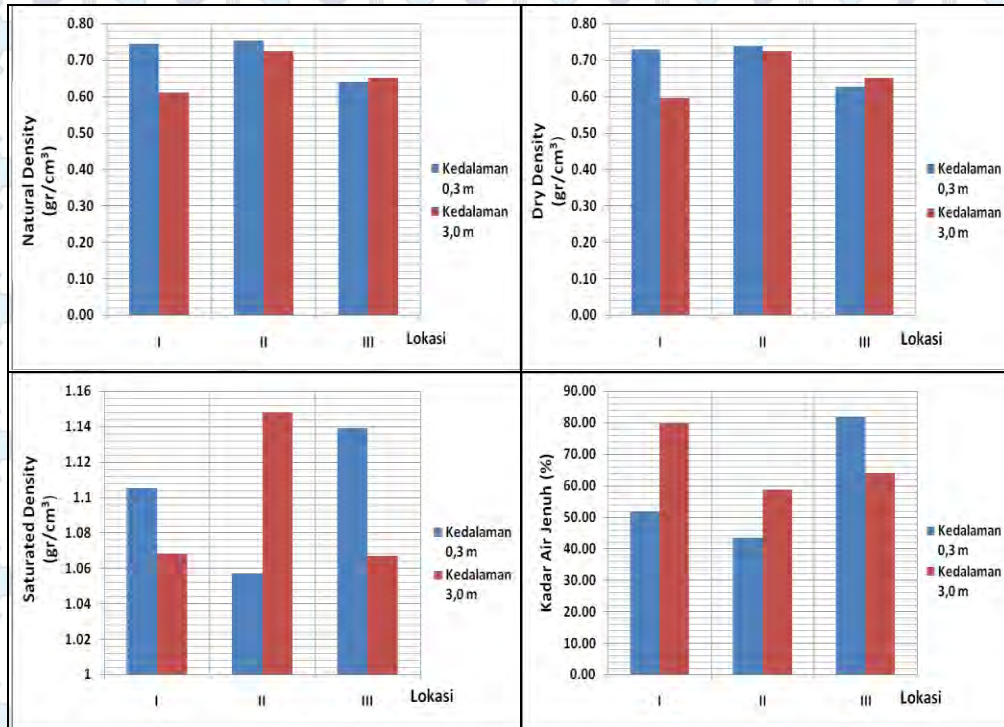 0.80
0.70
0.60
0.50
0.40
0.30
0.20
0.10
0.00
Natural Density
(gr/cm³)
I II III Lokasi
Kedalaman
0,3 m
Kedalaman
3,0 m
0.80
0.70
0.60
0.50
0.40
0.30
0.20
0.10
0.00
Dry Density
(gr/cm³)
I II III Lokasi
Kedalaman
0,3 m
Kedalaman
3,0 m
1.16
1.14
1.12
1.1
1.08
1.06
1.04
1.02
1
Saturated Density
(gr/cm³)
I II III Lokasi
Kedalaman
0,3 m
Kedalaman
3,0 m
90.00
80.00
70.00
60.00
50.00
40.00
30.00
20.00
10.00
0.00
Kadar Air Jenuh (%)
I II III Lokasi
Kedalaman
0,3 m
Kedalaman
3,0 m